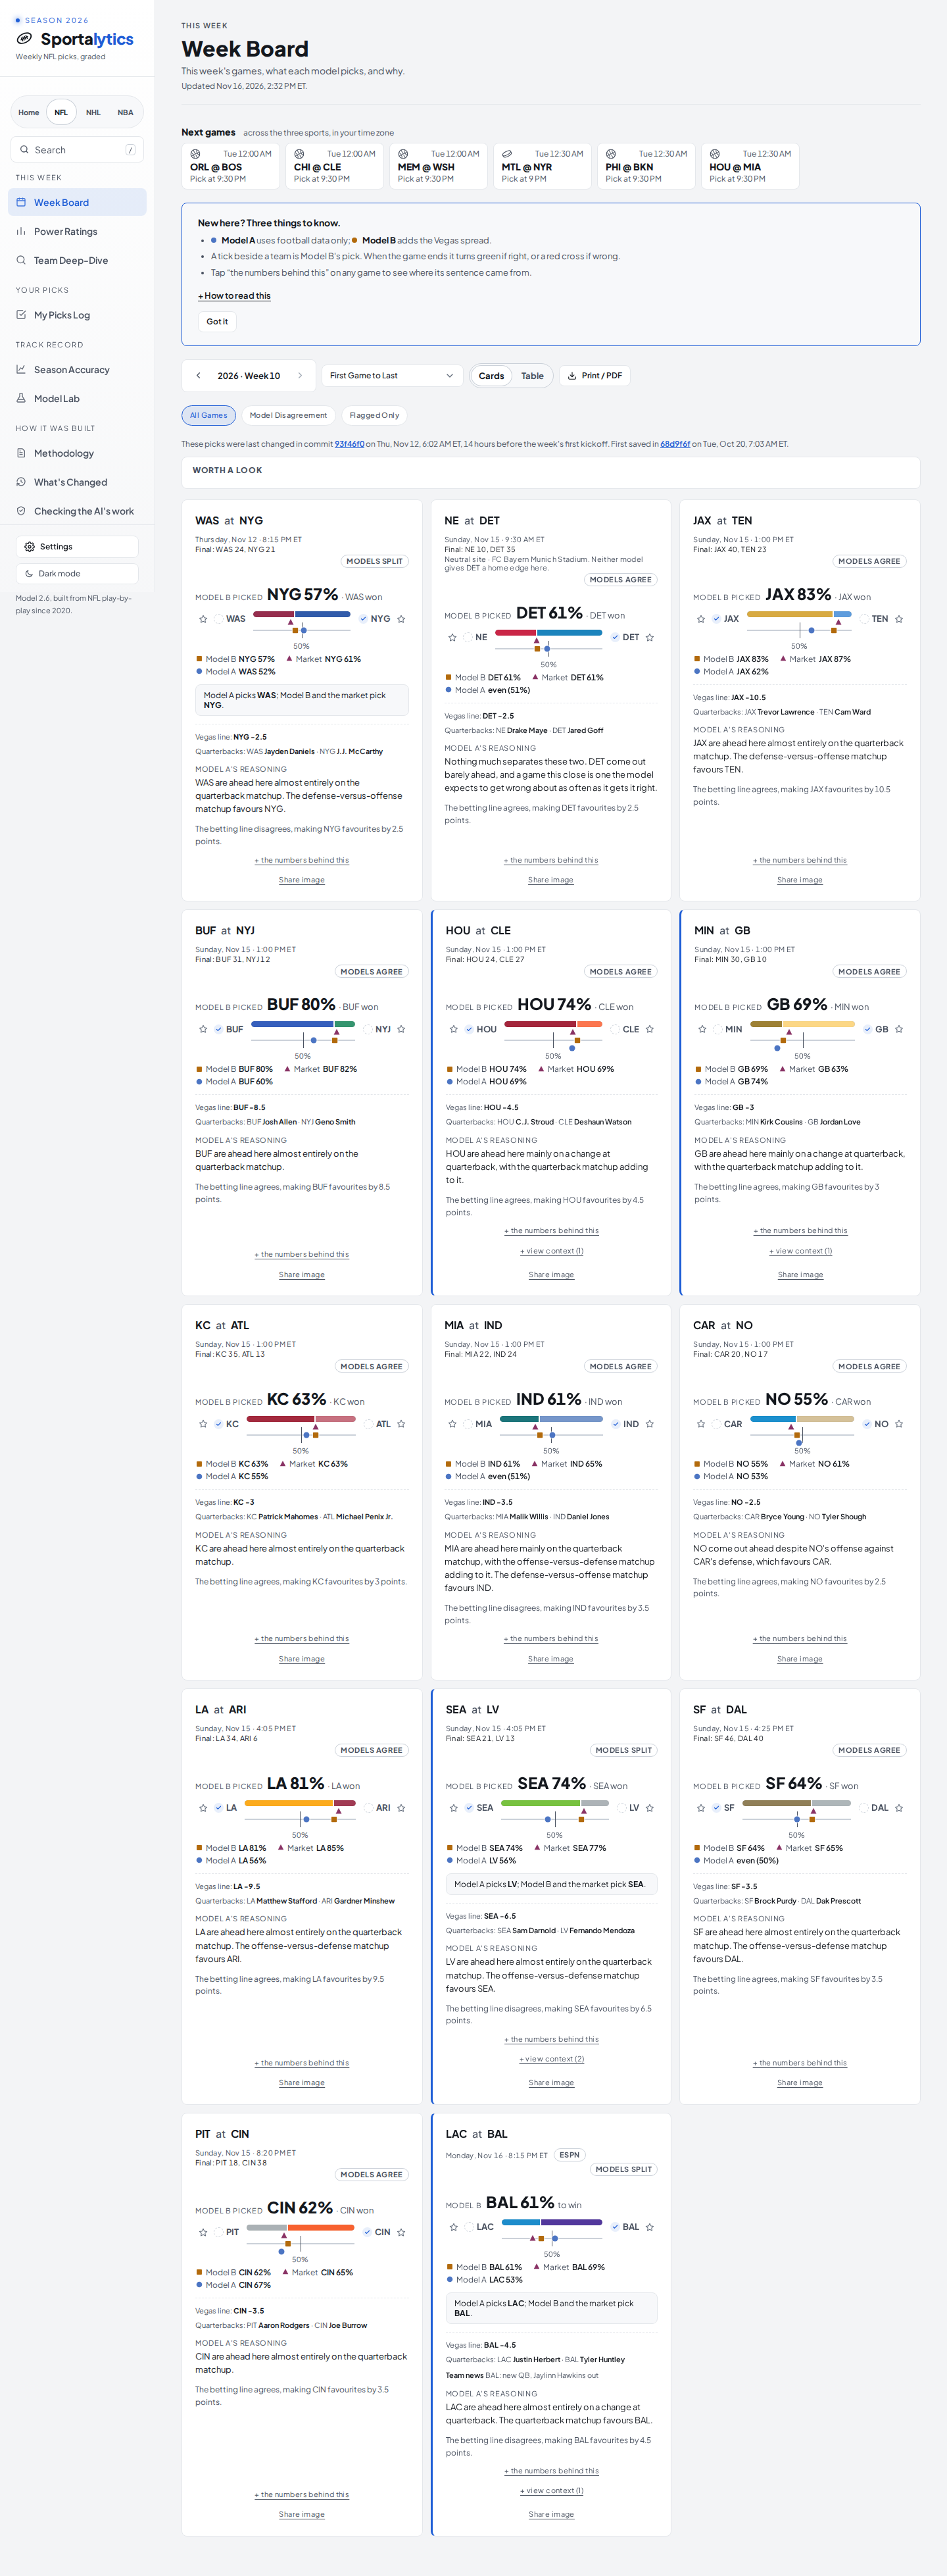 SEASON 2026
Sportalytics
Weekly NFL picks, graded
Home NFL NHL NBA
Search /
THIS WEEK
Week Board
Power Ratings
Team Deep-Dive
YOUR PICKS
My Picks Log
TRACK RECORD
Season Accuracy
Model Lab
HOW IT WAS BUILT
Methodology
What's Changed
Checking the AI's work
Settings
Dark mode
Model 2.6, built from NFL play-by-
play since 2020.
THIS WEEK
Week Board
This week's games, what each model picks, and why.
Updated Nov 16, 2026, 2:32 PM ET.
Next games across the three sports, in your time zone
Tue 12:00 AM
ORL @ BOS
Pick at 9:30 PM
Tue 12:00 AM
CHI @ CLE
Pick at 9:30 PM
Tue 12:00 AM
MEM @ WSH
Pick at 9:30 PM
Tue 12:30 AM
MTL @ NYR
Pick at 9 PM
Tue 12:30 AM
PHI @ BKN
Pick at 9:30 PM
Tue 12:30 AM
HOU @ MIA
Pick at 9:30 PM
New here? Three things to know.
• Model A uses football data only; Model B adds the Vegas spread.
• A tick beside a team is Model B's pick. When the game ends it turns green if right, or a red cross if wrong.
• Tap “the numbers behind this” on any game to see where its sentence came from.
+ How to read this
Got it
2026 · Week 10
First Game to Last
Cards Table
Print / PDF
All Games Model Disagreement Flagged Only
These picks were last changed in commit 93f46f0 on Thu, Nov 12, 6:02 AM ET, 14 hours before the week's first kickoff. First saved in 68d9f6f on Tue, Oct 20, 7:03 AM ET.
WORTH A LOOK
WAS at NYG
Thursday, Nov 12 · 8:15 PM ET
Final: WAS 24, NYG 21
MODELS SPLIT
MODEL B PICKED NYG 57% · WAS won
WAS NYG
50%
Model B NYG 57% Market NYG 61%
Model A WAS 52%
Model A picks WAS; Model B and the market pick
NYG.
Vegas line: NYG -2.5
Quarterbacks: WAS Jayden Daniels · NYG J.J. McCarthy
MODEL A'S REASONING
WAS are ahead here almost entirely on the
quarterback matchup. The defense-versus-offense
matchup favours NYG.
The betting line disagrees, making NYG favourites by 2.5
points.
+ the numbers behind this
Share image
NE at DET
Sunday, Nov 15 · 9:30 AM ET
Final: NE 10, DET 35
Neutral site · FC Bayern Munich Stadium. Neither model
gives DET a home edge here.
MODELS AGREE
MODEL B PICKED DET 61% · DET won
NE DET
50%
Model B DET 61% Market DET 61%
Model A even (51%)
Vegas line: DET -2.5
Quarterbacks: NE Drake Maye · DET Jared Goff
MODEL A'S REASONING
Nothing much separates these two. DET come out
barely ahead, and a game this close is one the model
expects to get wrong about as often as it gets it right.
The betting line agrees, making DET favourites by 2.5
points.
+ the numbers behind this
Share image
JAX at TEN
Sunday, Nov 15 · 1:00 PM ET
Final: JAX 40, TEN 23
MODELS AGREE
MODEL B PICKED JAX 83% · JAX won
JAX TEN
50%
Model B JAX 83% Market JAX 87%
Model A JAX 62%
Vegas line: JAX -10.5
Quarterbacks: JAX Trevor Lawrence · TEN Cam Ward
MODEL A'S REASONING
JAX are ahead here almost entirely on the quarterback
matchup. The defense-versus-offense matchup
favours TEN.
The betting line agrees, making JAX favourites by 10.5
points.
+ the numbers behind this
Share image
BUF at NYJ
Sunday, Nov 15 · 1:00 PM ET
Final: BUF 31, NYJ 12
MODELS AGREE
MODEL B PICKED BUF 80% · BUF won
BUF NYJ
50%
Model B BUF 80% Market BUF 82%
Model A BUF 60%
Vegas line: BUF -8.5
Quarterbacks: BUF Josh Allen · NYJ Geno Smith
MODEL A'S REASONING
BUF are ahead here almost entirely on the
quarterback matchup.
The betting line agrees, making BUF favourites by 8.5
points.
+ the numbers behind this
Share image
HOU at CLE
Sunday, Nov 15 · 1:00 PM ET
Final: HOU 24, CLE 27
MODELS AGREE
MODEL B PICKED HOU 74% · CLE won
HOU CLE
50%
Model B HOU 74% Market HOU 69%
Model A HOU 69%
Vegas line: HOU -4.5
Quarterbacks: HOU C.J. Stroud · CLE Deshaun Watson
MODEL A'S REASONING
HOU are ahead here mainly on a change at
quarterback, with the quarterback matchup adding
to it.
The betting line agrees, making HOU favourites by 4.5
points.
+ the numbers behind this
+ view context (1)
Share image
MIN at GB
Sunday, Nov 15 · 1:00 PM ET
Final: MIN 30, GB 10
MODELS AGREE
MODEL B PICKED GB 69% · MIN won
MIN GB
50%
Model B GB 69% Market GB 63%
Model A GB 74%
Vegas line: GB -3
Quarterbacks: MIN Kirk Cousins · GB Jordan Love
MODEL A'S REASONING
GB are ahead here mainly on a change at quarterback,
with the quarterback matchup adding to it.
The betting line agrees, making GB favourites by 3
points.
+ the numbers behind this
+ view context (1)
Share image
KC at ATL
Sunday, Nov 15 · 1:00 PM ET
Final: KC 35, ATL 13
MODELS AGREE
MODEL B PICKED KC 63% · KC won
KC ATL
50%
Model B KC 63% Market KC 63%
Model A KC 55%
Vegas line: KC -3
Quarterbacks: KC Patrick Mahomes · ATL Michael Penix Jr.
MODEL A'S REASONING
KC are ahead here almost entirely on the quarterback
matchup.
The betting line agrees, making KC favourites by 3 points.
+ the numbers behind this
Share image
MIA at IND
Sunday, Nov 15 · 1:00 PM ET
Final: MIA 22, IND 24
MODELS AGREE
MODEL B PICKED IND 61% · IND won
MIA IND
50%
Model B IND 61% Market IND 65%
Model A even (51%)
Vegas line: IND -3.5
Quarterbacks: MIA Malik Willis · IND Daniel Jones
MODEL A'S REASONING
MIA are ahead here mainly on the quarterback
matchup, with the offense-versus-defense matchup
adding to it. The defense-versus-offense matchup
favours IND.
The betting line disagrees, making IND favourites by 3.5
points.
+ the numbers behind this
Share image
CAR at NO
Sunday, Nov 15 · 1:00 PM ET
Final: CAR 20, NO 17
MODELS AGREE
MODEL B PICKED NO 55% · CAR won
CAR NO
50%
Model B NO 55% Market NO 61%
Model A NO 53%
Vegas line: NO -2.5
Quarterbacks: CAR Bryce Young · NO Tyler Shough
MODEL A'S REASONING
NO come out ahead despite NO's offense against
CAR's defense, which favours CAR.
The betting line agrees, making NO favourites by 2.5
points.
+ the numbers behind this
Share image
LA at ARI
Sunday, Nov 15 · 4:05 PM ET
Final: LA 34, ARI 6
MODELS AGREE
MODEL B PICKED LA 81% · LA won
LA ARI
50%
Model B LA 81% Market LA 85%
Model A LA 56%
Vegas line: LA -9.5
Quarterbacks: LA Matthew Stafford · ARI Gardner Minshew
MODEL A'S REASONING
LA are ahead here almost entirely on the quarterback
matchup. The offense-versus-defense matchup
favours ARI.
The betting line agrees, making LA favourites by 9.5
points.
+ the numbers behind this
Share image
SEA at LV
Sunday, Nov 15 · 4:05 PM ET
Final: SEA 21, LV 13
MODELS SPLIT
MODEL B PICKED SEA 74% · SEA won
SEA LV
50%
Model B SEA 74% Market SEA 77%
Model A LV 56%
Model A picks LV; Model B and the market pick SEA.
Vegas line: SEA -6.5
Quarterbacks: SEA Sam Darnold · LV Fernando Mendoza
MODEL A'S REASONING
LV are ahead here almost entirely on the quarterback
matchup. The offense-versus-defense matchup
favours SEA.
The betting line disagrees, making SEA favourites by 6.5
points.
+ the numbers behind this
+ view context (2)
Share image
SF at DAL
Sunday, Nov 15 · 4:25 PM ET
Final: SF 46, DAL 40
MODELS AGREE
MODEL B PICKED SF 64% · SF won
SF DAL
50%
Model B SF 64% Market SF 65%
Model A even (50%)
Vegas line: SF -3.5
Quarterbacks: SF Brock Purdy · DAL Dak Prescott
MODEL A'S REASONING
SF are ahead here almost entirely on the quarterback
matchup. The offense-versus-defense matchup
favours DAL.
The betting line agrees, making SF favourites by 3.5
points.
+ the numbers behind this
Share image
PIT at CIN
Sunday, Nov 15 · 8:20 PM ET
Final: PIT 18, CIN 38
MODELS AGREE
MODEL B PICKED CIN 62% · CIN won
PIT CIN
50%
Model B CIN 62% Market CIN 65%
Model A CIN 67%
Vegas line: CIN -3.5
Quarterbacks: PIT Aaron Rodgers · CIN Joe Burrow
MODEL A'S REASONING
CIN are ahead here almost entirely on the quarterback
matchup.
The betting line agrees, making CIN favourites by 3.5
points.
+ the numbers behind this
Share image
LAC at BAL
Monday, Nov 16 · 8:15 PM ET ESPN
MODELS SPLIT
MODEL B BAL 61% to win
LAC BAL
50%
Model B BAL 61% Market BAL 69%
Model A LAC 53%
Model A picks LAC; Model B and the market pick
BAL.
Vegas line: BAL -4.5
Quarterbacks: LAC Justin Herbert · BAL Tyler Huntley
Team news BAL: new QB. Jaylinn Hawkins out
MODEL A'S REASONING
LAC are ahead here almost entirely on a change at
quarterback. The quarterback matchup favours BAL.
The betting line disagrees, making BAL favourites by 4.5
points.
+ the numbers behind this
+ view context (1)
Share image